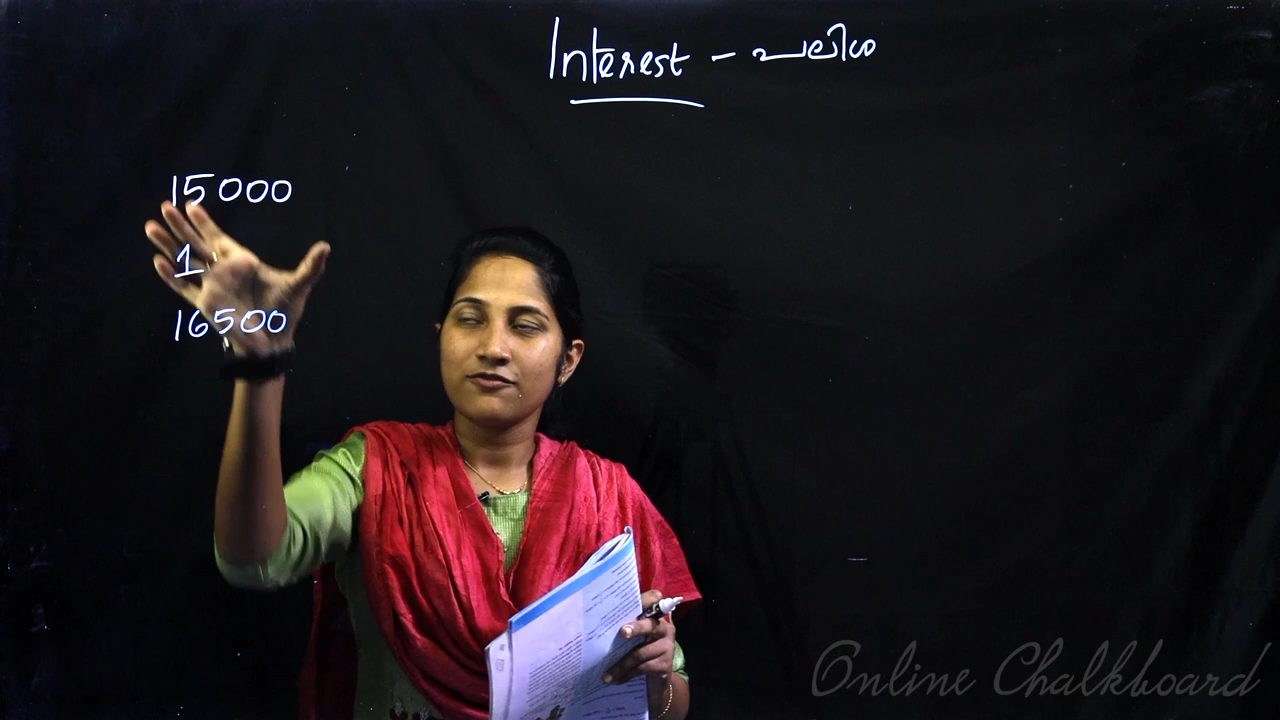 Interest - പലിശ
15000
1
16500
Online Chalkboard